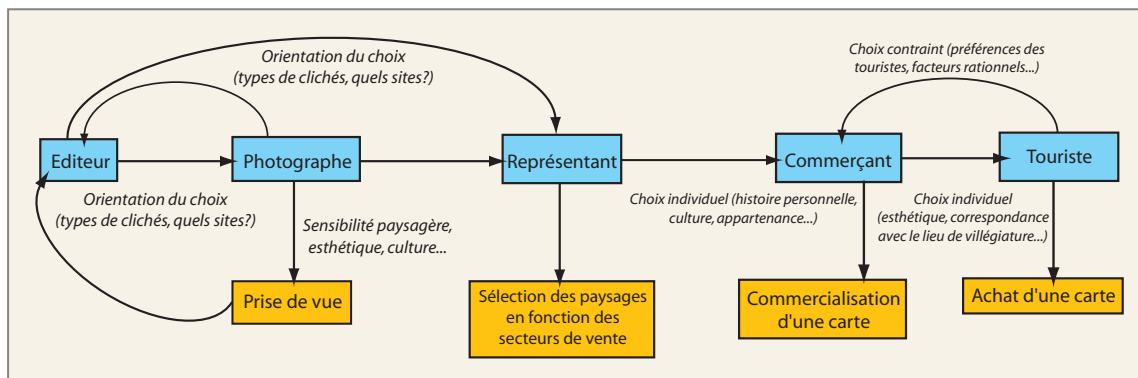 Orientation du choix
(types de clichés, quels sites?)
Choix contraint (préférences des
touristes, facteurs rationnels...)
Editeur
Photographe
Représentant
Commerçant
Touriste
Orientation du choix
(types de clichés, quels sites?)
Sensibilité paysagère,
esthétique, culture...
Choix individuel (histoire personnelle,
culture, appartenance...)
Choix individuel
(esthétique, correspondance
avec le lieu de villégiature...)
Prise de vue
Sélection des paysages
en fonction des
secteurs de vente
Commercialisation
d'une carte
Achat d'une carte